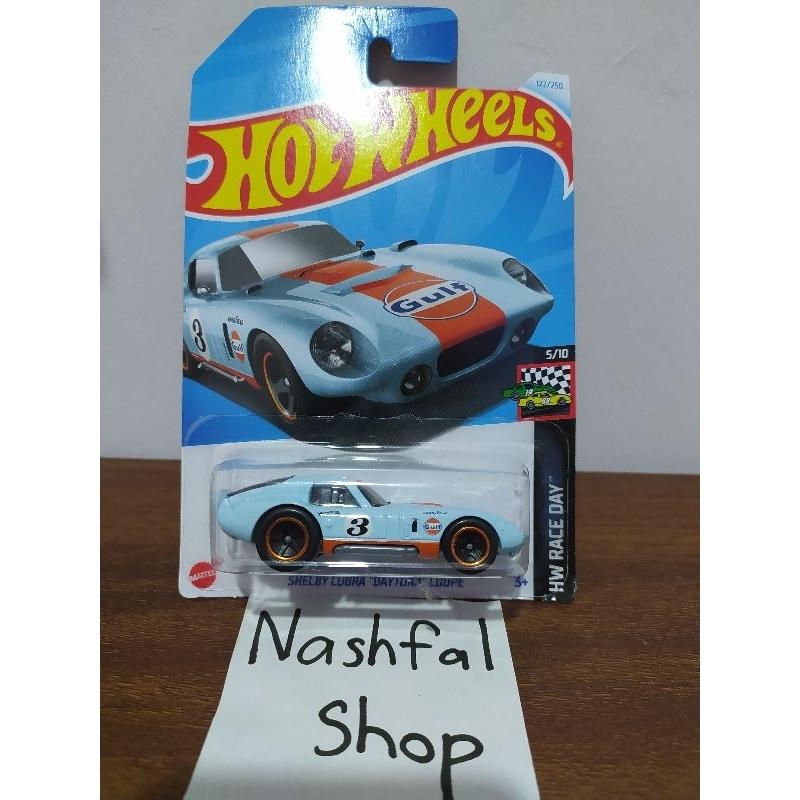 122/250
HOT WHEELS
Gulf
3
Gulf
5/10
3
Gulf
HW RACE DAY™
MATTEL
SHELBY COBRA "DAYTONA" COUPE
3+
Nashfal
Shop